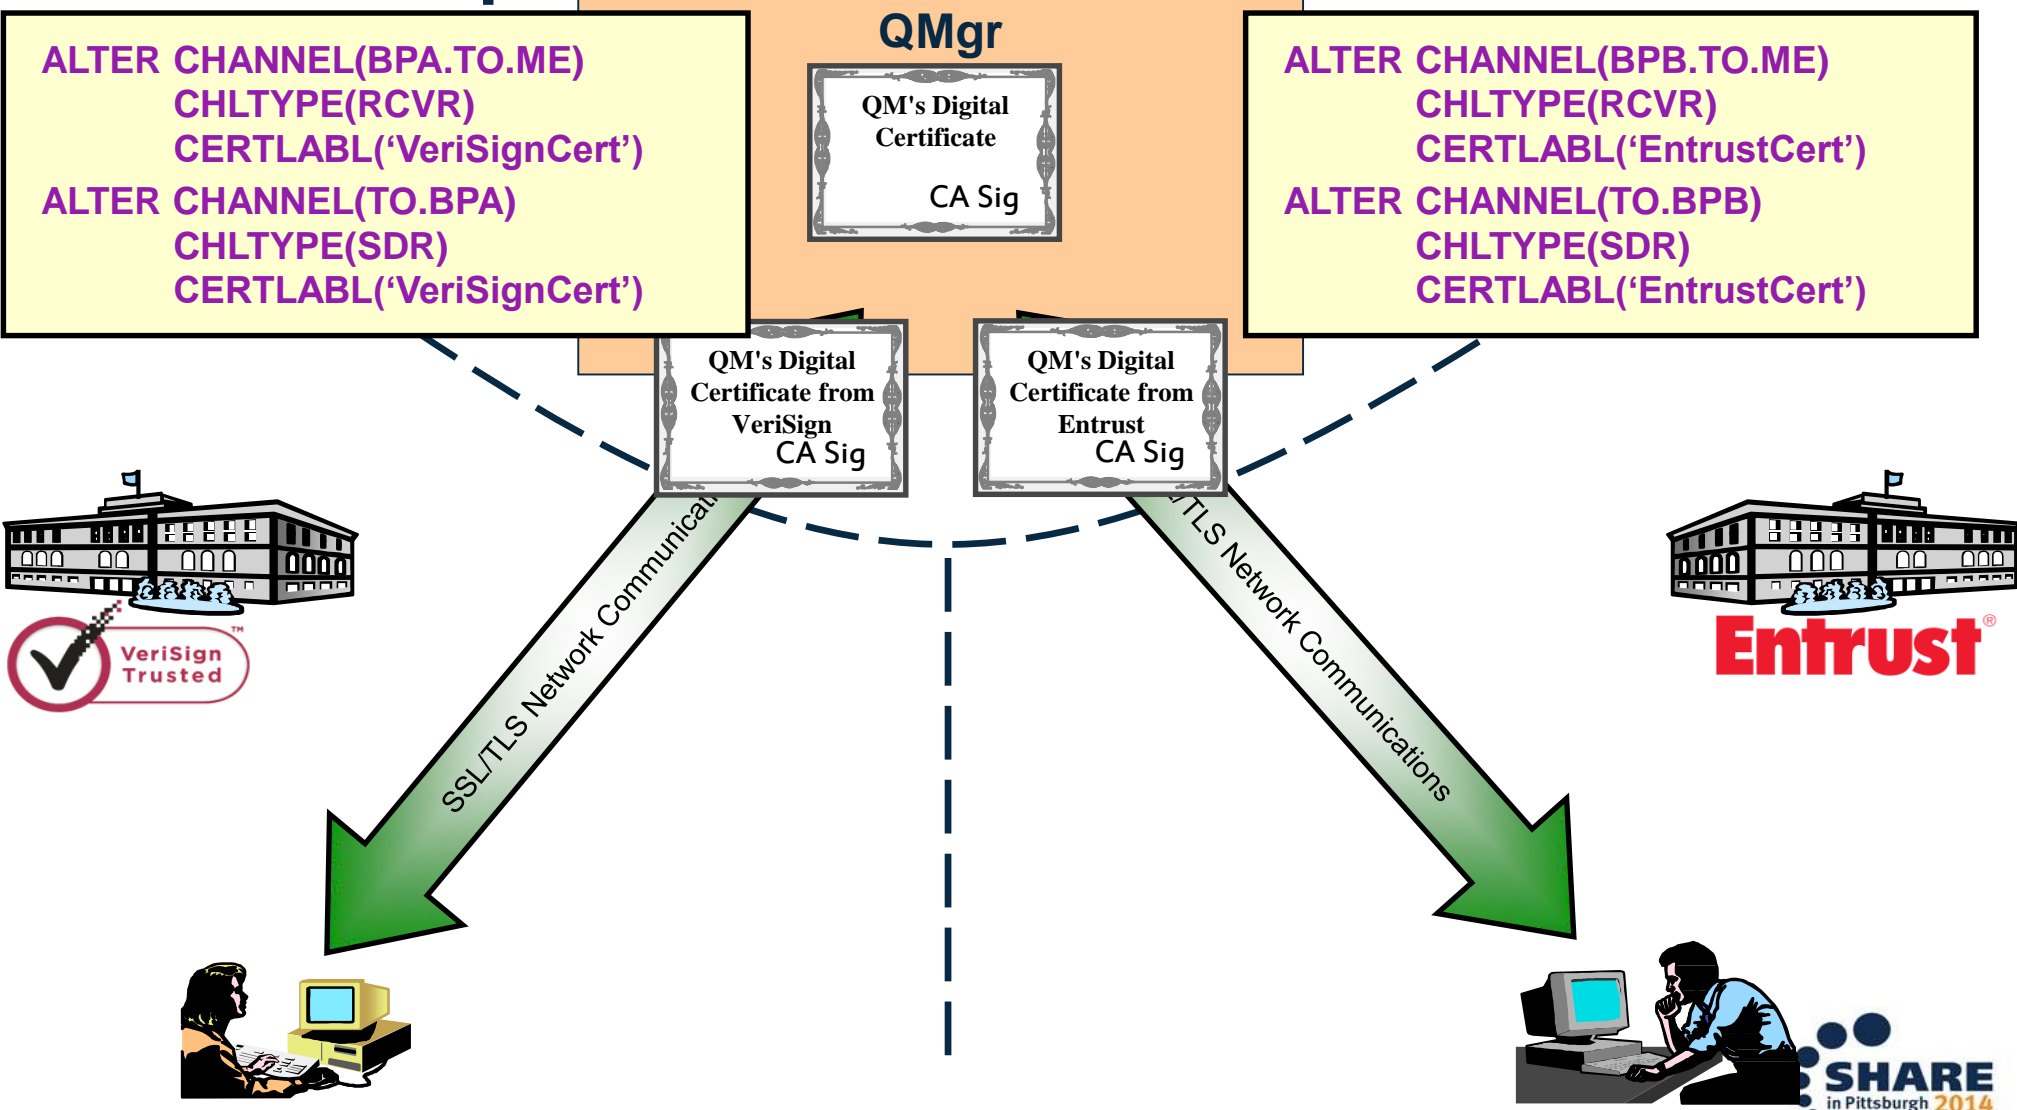 QMgr
ALTER CHANNEL(BPA.TO.ME)
CHLTYPE(RCVR)
CERTLABL(‘VeriSignCert’)
ALTER CHANNEL(TO.BPA)
CHLTYPE(SDR)
CERTLABL(‘VeriSignCert’)
QM's Digital
Certificate
CA Sig
ALTER CHANNEL(BPB.TO.ME)
CHLTYPE(RCVR)
CERTLABL(‘EntrustCert’)
ALTER CHANNEL(TO.BPB)
CHLTYPE(SDR)
CERTLABL(‘EntrustCert’)
QM's Digital
Certificate from
VeriSign
CA Sig
QM's Digital
Certificate from
Entrust
CA Sig
SSL/TLS Network Communicati
/TLS Network Communications
VeriSign™
Trusted
Entrust®
SHARE
in Pittsburgh 2014